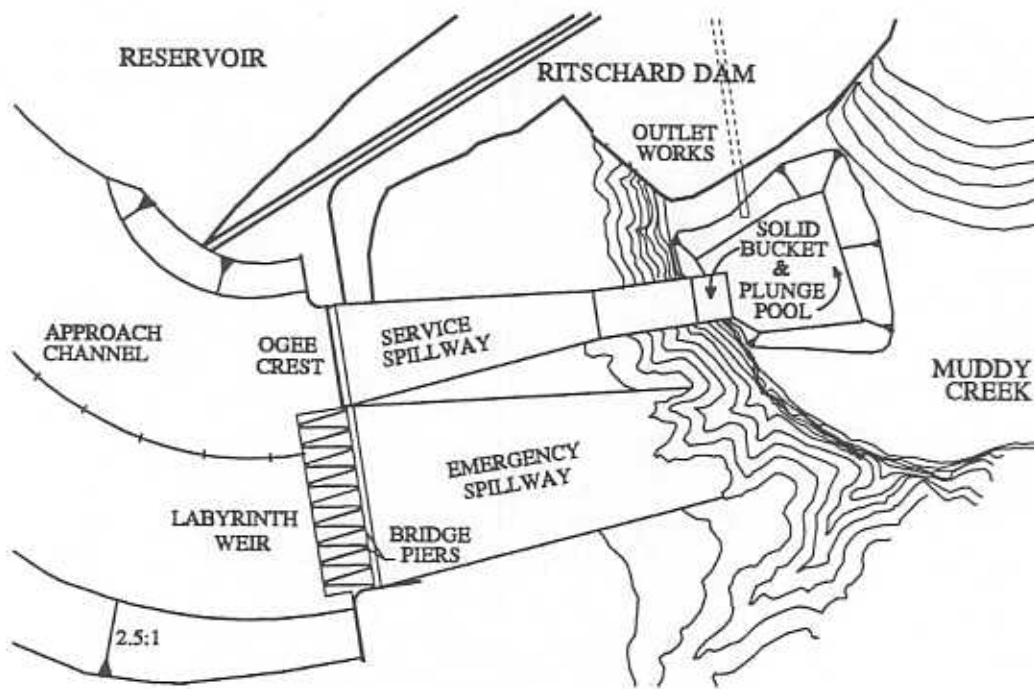 RESERVOIR
RITSCHARD DAM
OUTLET
WORKS
SOLID
BUCKET
&
PLUNGE
POOL
APPROACH
CHANNEL
OGEE
CREST
SERVICE
SPILLWAY
MUDDY
CREEK
EMERGENCY
SPILLWAY
LABYRINTH
WEIR
BRIDGE
PIERS
2.5:1